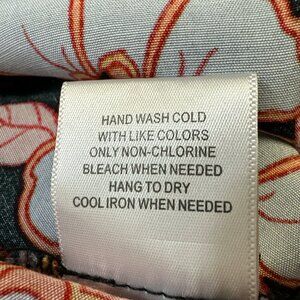 HAND WASH COLD
WITH LIKE COLORS
ONLY NON-CHLORINE
BLEACH WHEN NEEDED
HANG TO DRY
COOL IRON WHEN NEEDED